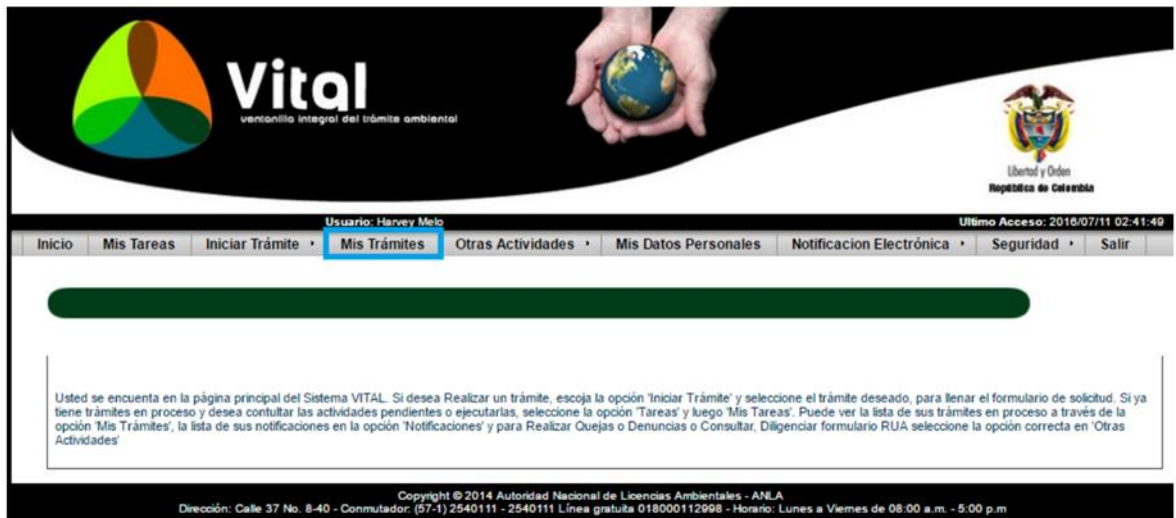 Vital
ventanilla integral del trámite ambiental
Libertad y Orden
República de Colombia
Usuario: Harvey Melo
Ultimo Acceso: 2016/07/11 02:41:49
Inicio Mis Tareas Iniciar Trámite Mis Trámites Otras Actividades Mis Datos Personales Notificacion Electrónica Seguridad Salir
Usted se encuenta en la página principal del Sistema VITAL. Si desea Realizar un trámite, escoja la opción 'Iniciar Trámite' y seleccione el trámite deseado, para llenar el formulario de solicitud. Si ya
tiene trámites en proceso y desea contultar las actividades pendientes o ejecutarlas, seleccione la opción 'Tareas' y luego 'Mis Tareas'. Puede ver la lista de sus trámites en proceso a través de la
opción 'Mis Trámites', la lista de sus notificaciones en la opción 'Notificaciones' y para Realizar Quejas o Denuncias o Consultar, Diligenciar formulario RUA seleccione la opción correcta en 'Otras
Actividades'
Copyright © 2014 Autoridad Nacional de Licencias Ambientales - ANLA
Dirección: Calle 37 No. 8-40 - Conmutador: (57-1) 2540111 - 2540111 Línea gratuita 018000112998 - Horario: Lunes a Viernes de 08:00 a.m. - 5:00 p.m